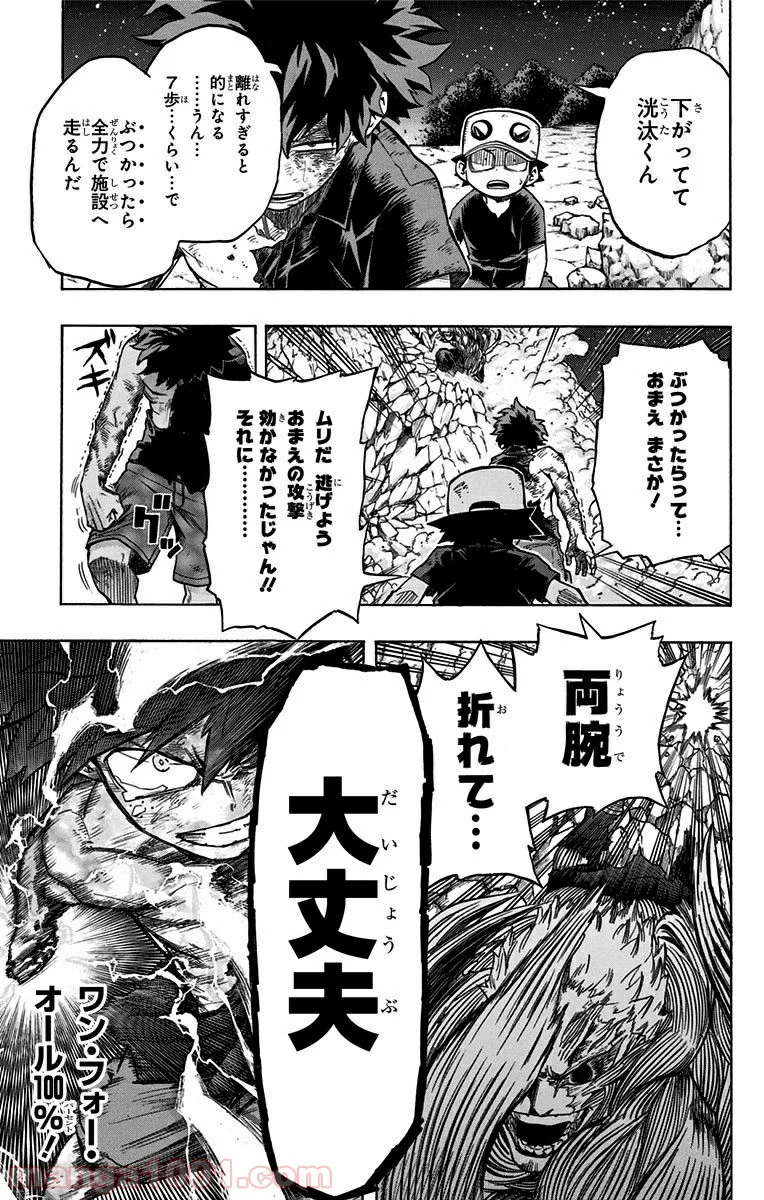 下がってて
洸汰くん
離れすぎると
的になる
……うん…
7歩…くらい…で
ぶつかったら
全力で施設へ
走るんだ
ぶつかったらって…
おまえ まさか！
ムリだ 逃げよう
おまえの攻撃
効かなかったじゃん!!
それに…………
ズキ
グッ
両腕
折れて…
大丈夫
ワン・フォー・
オール100％！